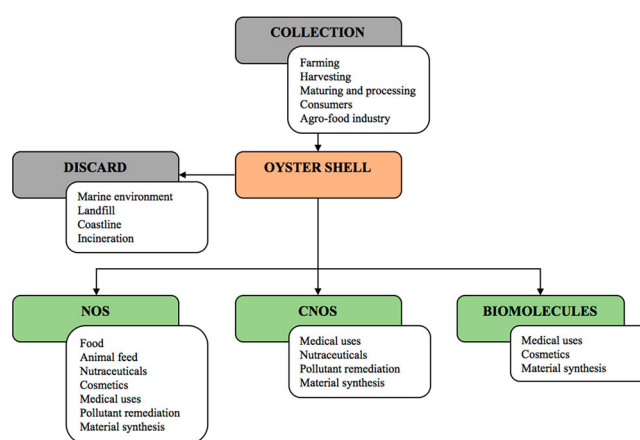 COLLECTION
Farming
Harvesting
Maturing and processing
Consumers
Agro-food industry
DISCARD
OYSTER SHELL
Marine environment
Landfill
Coastline
Incineration
NOS
CNOS
BIOMOLECULES
Food
Animal feed
Nutraceuticals
Cosmetics
Medical uses
Pollutant remediation
Material synthesis
Medical uses
Nutraceuticals
Pollutant remediation
Material synthesis
Medical uses
Cosmetics
Material synthesis